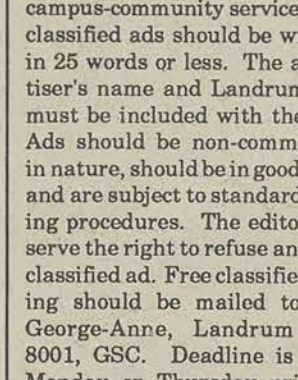 campus-community service
classified ads should be
in 25 words or less. The
tiser's name and Landrum
must be included with the
Ads should be non-comm
in nature, should be in good
and are subject to standard
ing procedures. The edito
serve the right to refuse an
classified ad. Free classifie
ing should be mailed to
George-Anne, Landrum
8001, GSC. Deadline is